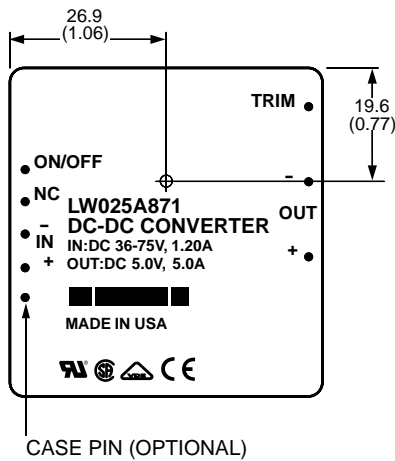 26.9
(1.06)
TRIM
19.6
(0.77)
ON/OFF
NC
–
IN
+
–
OUT
+
LW025A871
DC-DC CONVERTER
IN:DC 36-75V, 1.20A
OUT:DC 5.0V, 5.0A
MADE IN USA
CE
CASE PIN (OPTIONAL)